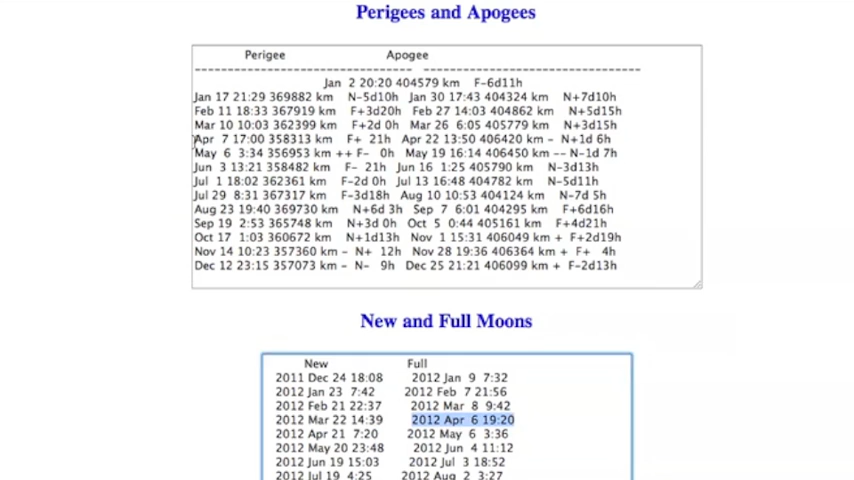 Perigees and Apogees
Perigee Apogee
Jan 2 20:20 404579 km F-6d11h
Jan 17 21:29 369882 km N-5d10h Jan 30 17:43 404324 km N+7d10h
Feb 11 18:33 367919 km F+3d20h Feb 27 14:03 404862 km N+5d15h
Mar 10 10:03 362399 km F+2d 0h Mar 26 6:05 405779 km N+3d15h
Apr 7 17:00 358313 km F+ 21h Apr 22 13:50 406420 km - N+1d 6h
May 6 3:34 356953 km ++ F- 0h May 19 16:14 406450 km -- N-1d 7h
Jun 3 13:21 358482 km F- 21h Jun 16 1:25 405790 km N-3d13h
Jul 1 18:02 362361 km F-2d 0h Jul 13 16:48 404782 km N-5d11h
Jul 29 8:31 367317 km F-3d18h Aug 10 10:53 404124 km N-7d 5h
Aug 23 19:40 369730 km N+6d 3h Sep 7 6:01 404295 km F+6d16h
Sep 19 2:53 365748 km N+3d 0h Oct 5 0:44 405161 km F+4d21h
Oct 17 1:03 360672 km N+1d13h Nov 1 15:31 406049 km + F+2d19h
Nov 14 10:23 357360 km - N+ 12h Nov 28 19:36 406364 km + F+ 4h
Dec 12 23:15 357073 km - N- 9h Dec 25 21:21 406099 km + F-2d13h
New and Full Moons
New Full
2011 Dec 24 18:08 2012 Jan 9 7:32
2012 Jan 23 7:42 2012 Feb 7 21:56
2012 Feb 21 22:37 2012 Mar 8 9:42
2012 Mar 22 14:39 2012 Apr 6 19:20
2012 Apr 21 7:20 2012 May 6 3:36
2012 May 20 23:48 2012 Jun 4 11:12
2012 Jun 19 15:03 2012 Jul 3 18:52
2012 Jul 19 4:25 2012 Aug 2 3:27